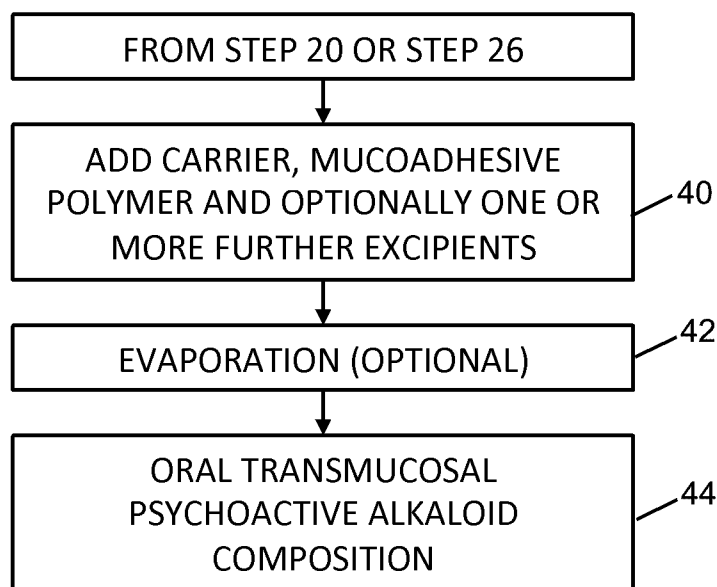 FROM STEP 20 OR STEP 26
ADD CARRIER, MUCOADHESIVE
POLYMER AND OPTIONALLY ONE OR
MORE FURTHER EXCIPIENTS
40
EVAPORATION (OPTIONAL)
42
ORAL TRANSMUCOSAL
PSYCHOACTIVE ALKALOID
COMPOSITION
44